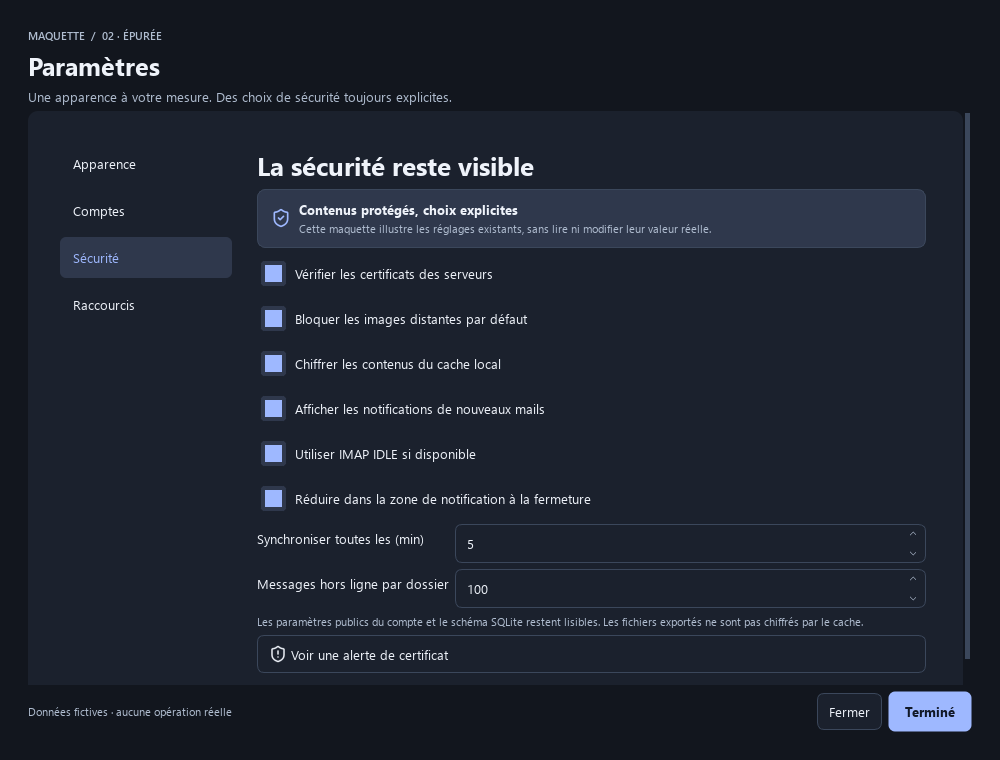 MAQUETTE / 02 · ÉPURÉE
Paramètres
Une apparence à votre mesure. Des choix de sécurité toujours explicites.
Apparence
Comptes
Sécurité
Raccourcis
La sécurité reste visible
Contenus protégés, choix explicites
Cette maquette illustre les réglages existants, sans lire ni modifier leur valeur réelle.
Vérifier les certificats des serveurs
Bloquer les images distantes par défaut
Chiffrer les contenus du cache local
Afficher les notifications de nouveaux mails
Utiliser IMAP IDLE si disponible
Réduire dans la zone de notification à la fermeture
Synchroniser toutes les (min) 5
Messages hors ligne par dossier 100
Les paramètres publics du compte et le schéma SQLite restent lisibles. Les fichiers exportés ne sont pas chiffrés par le cache.
Voir une alerte de certificat
Données fictives · aucune opération réelle
Fermer
Terminé